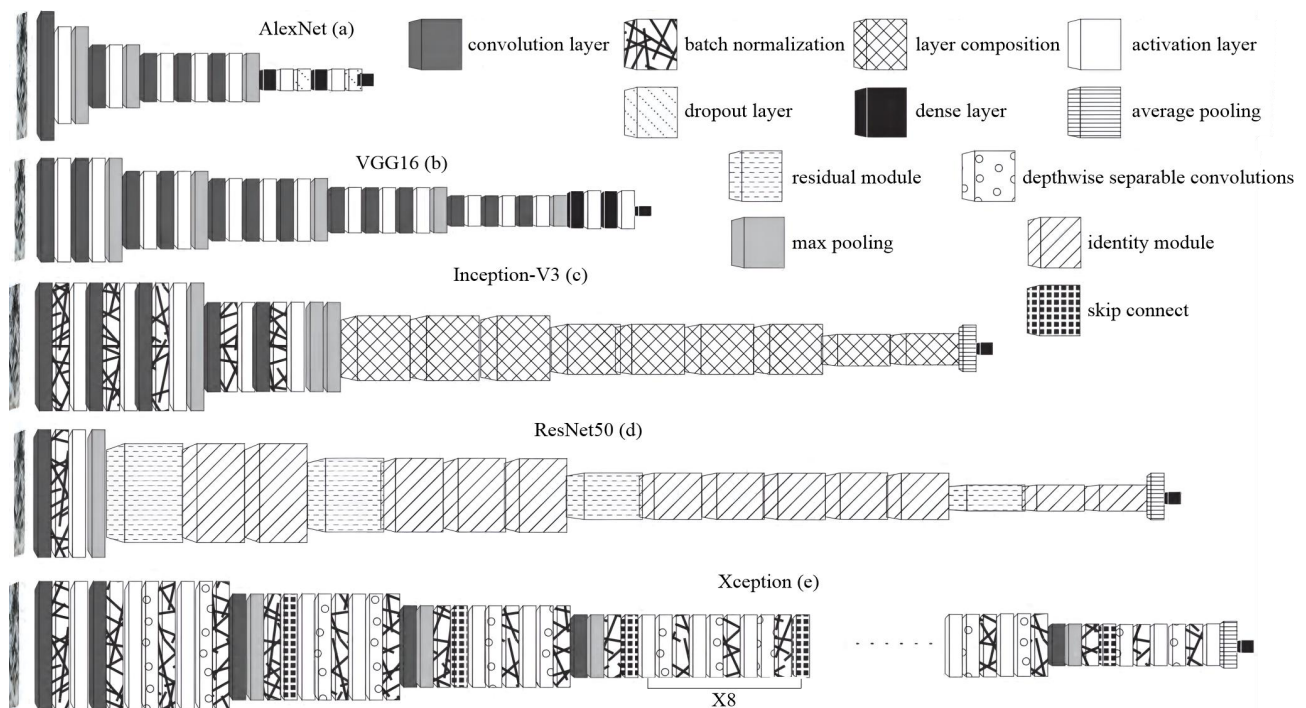 AlexNet (a)
convolution layer
batch normalization
layer composition
activation layer
dropout layer
dense layer
average pooling
VGG16 (b)
residual module
depthwise separable convolutions
max pooling
identity module
Inception-V3 (c)
skip connect
ResNet50 (d)
Xception (e)
X8